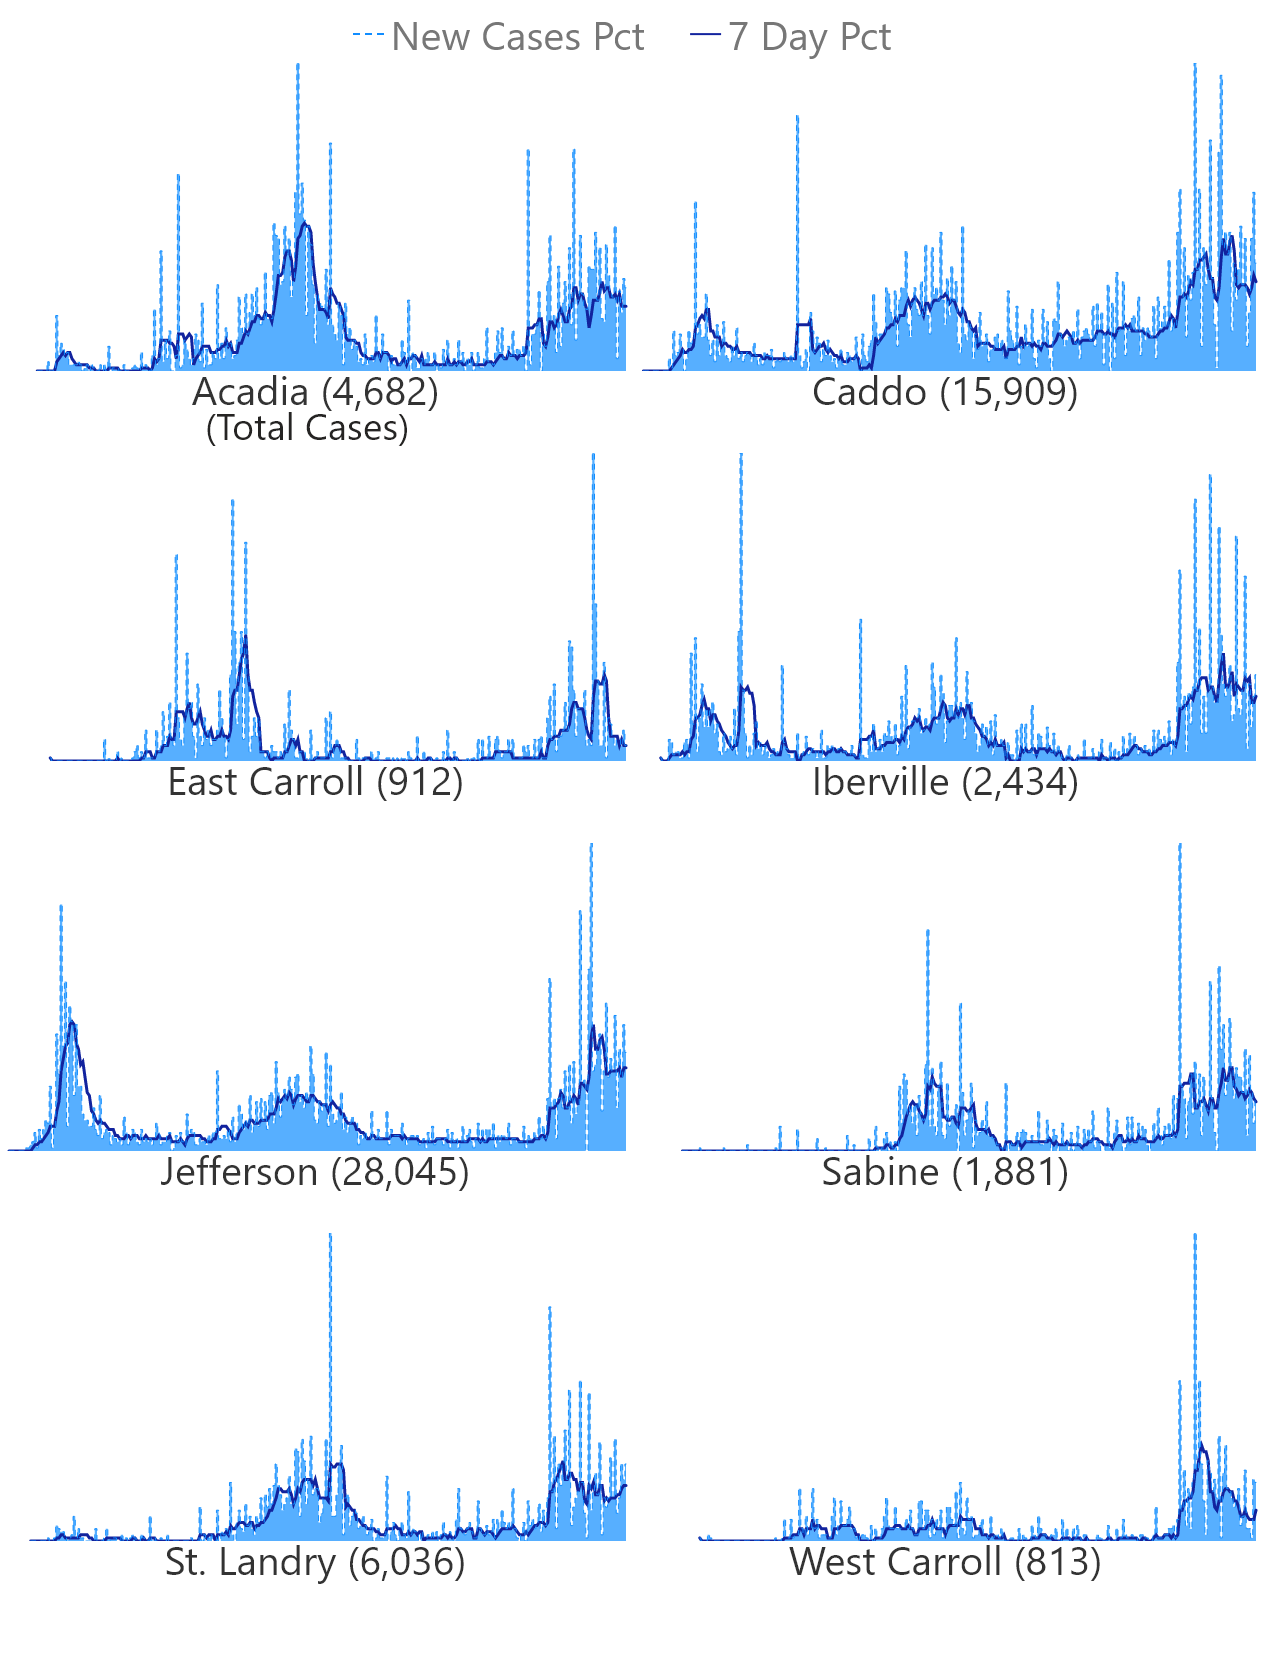 New Cases Pct 7 Day Pct
Acadia (4,682) Caddo (15,909)
(Total Cases)
East Carroll (912) Iberville (2,434)
Jefferson (28,045) Sabine (1,881)
St. Landry (6,036) West Carroll (813)